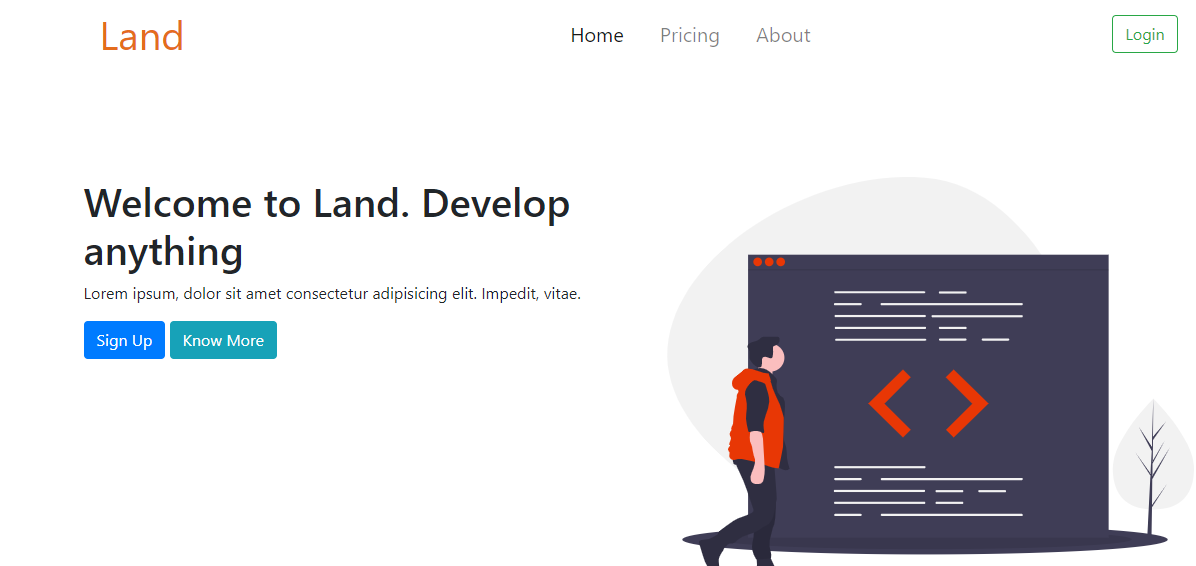 Land
Home Pricing About
Login
Welcome to Land. Develop
anything
Lorem ipsum, dolor sit amet consectetur adipisicing elit. Impedit, vitae.
Sign Up Know More